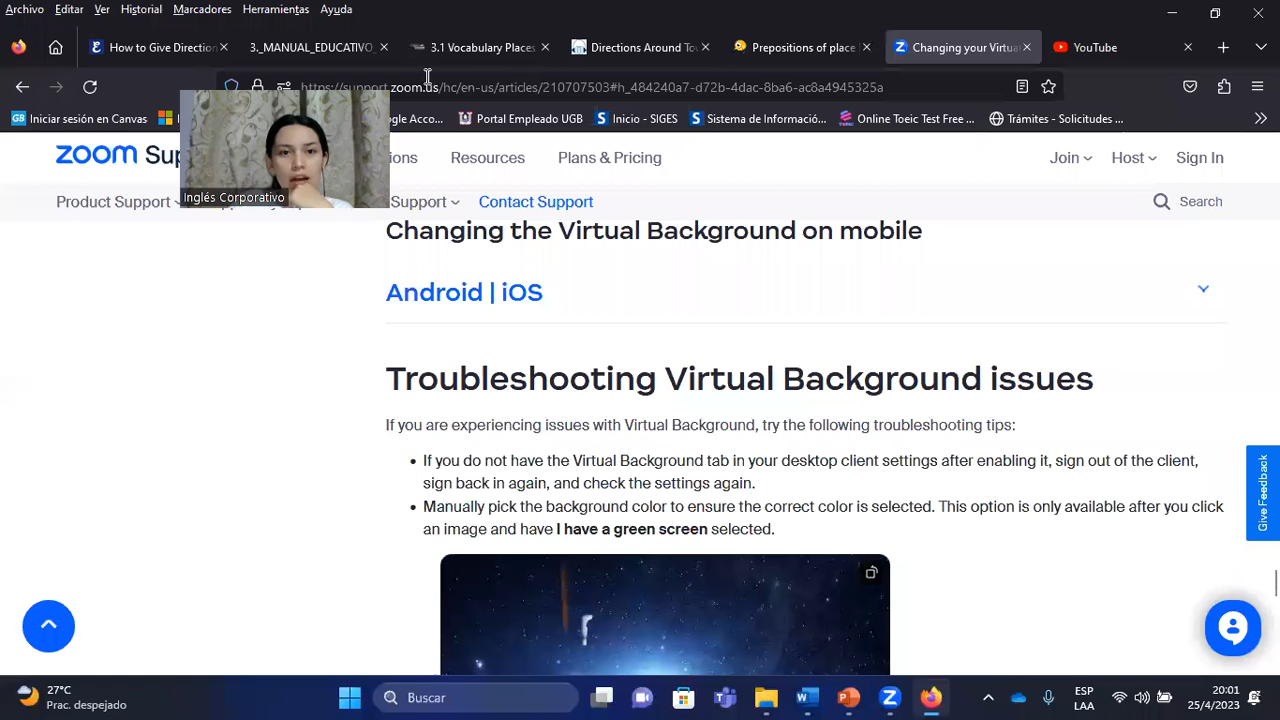 Archivo Editar Ver Historial Marcadores Herramientas Ayuda
How to Give Direction
3._MANUAL_EDUCATIVO_
3.1 Vocabulary Places
Directions Around To
Prepositions of place
Changing your Virtua
YouTube
https://support.zoom.us/hc/en-us/articles/210707503#h_484240a7-d72b-4dac-8ba6-ac8a4945325a
Iniciar sesión en Canvas
ogle Acco...
Portal Empleado UGB
Inicio - SIGES
Sistema de Informació...
Online Toeic Test Free ...
Trámites - Solicitudes ...
zoom Sup
Resources Plans & Pricing
Join Host Sign In
Inglés Corporativo
Product Support
Support
Contact Support
Search
Changing the Virtual Background on mobile
Android | iOS
Troubleshooting Virtual Background issues
If you are experiencing issues with Virtual Background, try the following troubleshooting tips:
• If you do not have the Virtual Background tab in your desktop client settings after enabling it, sign out of the client,
sign back in again, and check the settings again.
• Manually pick the background color to ensure the correct color is selected. This option is only available after you click
an image and have I have a green screen selected.
Give Feedback
27°C
Prac. despejado
Buscar
ESP
LAA
20:01
25/4/2023